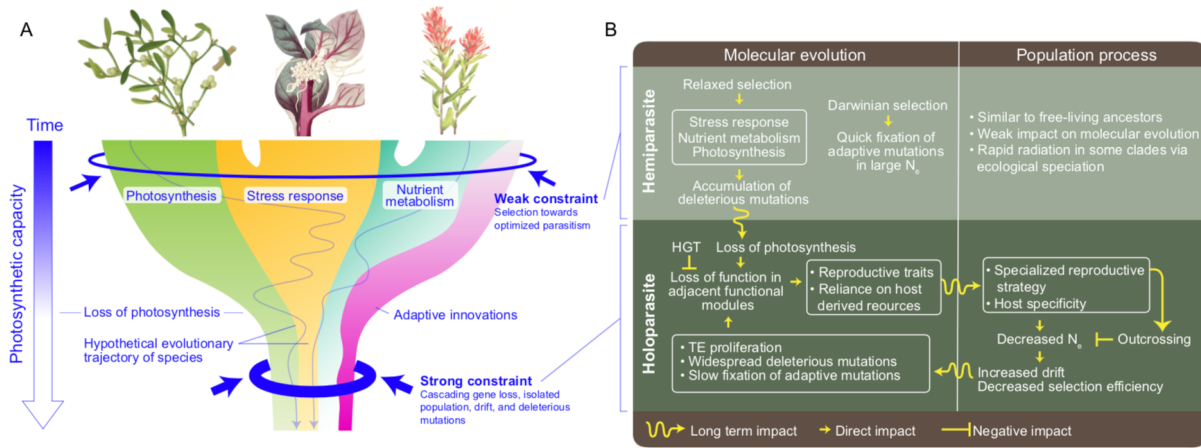 A
Time
Photosynthetic capacity
Photosynthesis
Stress response
Nutrient
metabolism
Weak constraint
Selection towards
optimized parasitism
Loss of photosynthesis
Hypothetical evolutionary
trajectory of species
Adaptive innovations
Strong constraint
Cascading gene loss, isolated
population, drift, and deleterious
mutations
B
Molecular evolution
Population process
Hemiparasite
Relaxed selection
Stress response
Nutrient metabolism
Photosynthesis
Accumulation of
deleterious mutations
Darwinian selection
Quick fixation of
adaptive mutations
in large Ne
• Similar to free-living ancestors
• Weak impact on molecular evolution
• Rapid radiation in some clades via
ecological speciation
Holoparasite
HGT
Loss of photosynthesis
Loss of function in
adjacent functional
modules
• Reproductive traits
• Reliance on host
derived reources
• Specialized reproductive
strategy
• Host specificity
Decreased Ne
Outcrossing
Increased drift
Decreased selection efficiency
• TE proliferation
• Widespread deleterious mutations
• Slow fixation of adaptive mutations
Long term impact
Direct impact
Negative impact